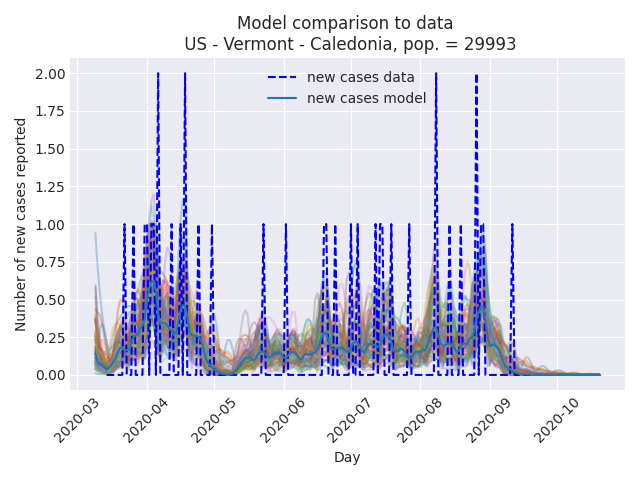 Model comparison to data
US - Vermont - Caledonia, pop. = 29993
new cases data
new cases model
Number of new cases reported
2.00
1.75
1.50
1.25
1.00
0.75
0.50
0.25
0.00
2020-03
2020-04
2020-05
2020-06
2020-07
2020-08
2020-09
2020-10
Day